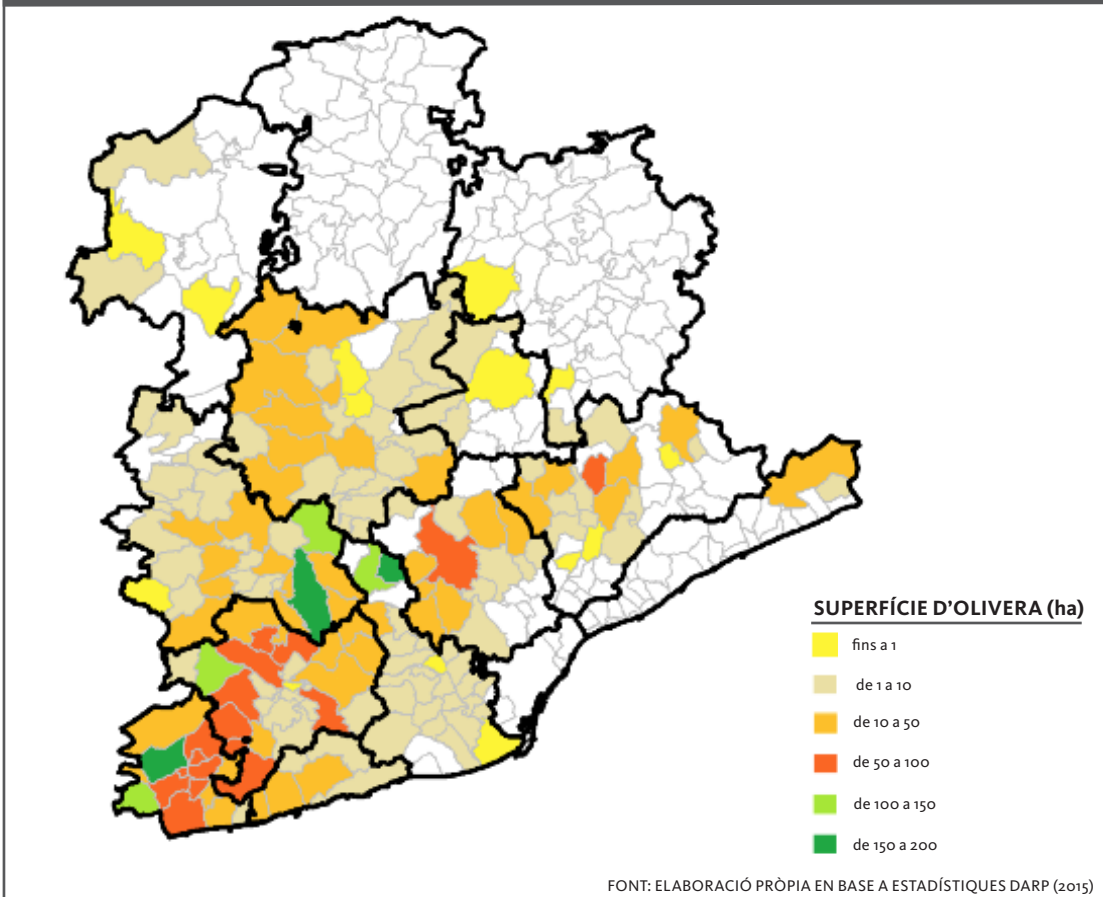 SUPERFÍCIE D'OLIVERA (ha)
fins a 1
de 1 a 10
de 10 a 50
de 50 a 100
de 100 a 150
de 150 a 200
FONT: ELABORACIÓ PRÒPIA EN BASE A ESTADÍSTIQUES DARP (2015)